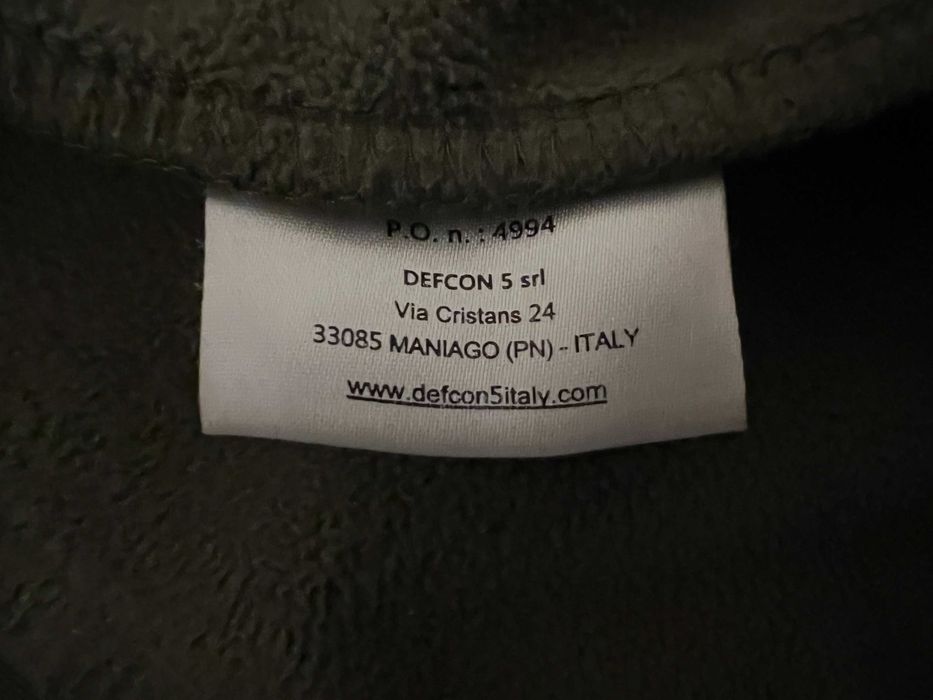 P.O. n. : 4994
DEFCON 5 srl
Via Cristans 24
33085 MANIAGO (PN) - ITALY
www.defcon5italy.com